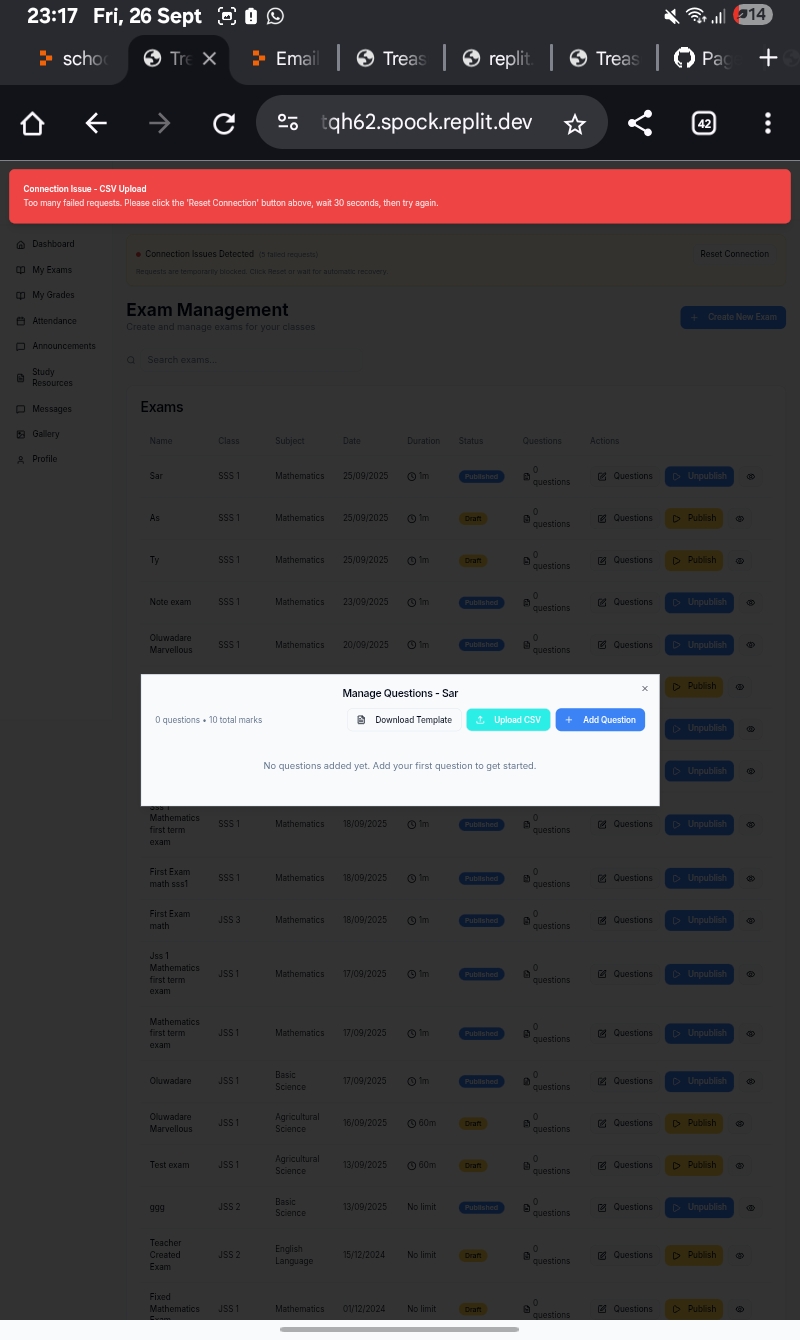 23:17 Fri, 26 Sept
14
schoo
Tre
Email
Treas
replit.
Treas
Pag
tqh62.spock.replit.dev
42
Connection Issue - CSV Upload
Too many failed requests. Please click the 'Reset Connection' button above, wait 30 seconds, then try again.
Dashboard
My Exams
My Grades
Attendance
Announcements
Study
Resources
Messages
Gallery
Profile
Connection Issues Detected (5 failed requests)
Requests are temporarily blocked. Click Reset or wait for automatic recovery.
Reset Connection
Exam Management
Create and manage exams for your classes
Create New Exam
Search exams...
Exams
Name Class Subject Date Duration Status Questions Actions
Sar SSS 1 Mathematics 25/09/2025 1m Published 0 questions Questions Unpublish
As SSS 1 Mathematics 25/09/2025 1m Draft 0 questions Questions Publish
Ty SSS 1 Mathematics 25/09/2025 1m Draft 0 questions Questions Publish
Note exam SSS 1 Mathematics 23/09/2025 1m Published 0 questions Questions Unpublish
Oluwadare Marvellous SSS 1 Mathematics 20/09/2025 1m Published 0 questions Questions Unpublish
Publish
Manage Questions - Sar
0 questions • 10 total marks
Download Template
Upload CSV
Add Question
No questions added yet. Add your first question to get started.
Unpublish
Unpublish
Jss 1 Mathematics first term exam SSS 1 Mathematics 18/09/2025 1m Published 0 questions Questions Unpublish
First Exam math sss1 SSS 1 Mathematics 18/09/2025 1m Published 0 questions Questions Unpublish
First Exam math JSS 3 Mathematics 18/09/2025 1m Published 0 questions Questions Unpublish
Jss 1 Mathematics first term exam JSS 1 Mathematics 17/09/2025 1m Published 0 questions Questions Unpublish
Mathematics first term exam JSS 1 Mathematics 17/09/2025 1m Published 0 questions Questions Unpublish
Oluwadare JSS 1 Basic Science 17/09/2025 1m Published 0 questions Questions Unpublish
Oluwadare Marvellous JSS 1 Agricultural Science 16/09/2025 60m Draft 0 questions Questions Publish
Test exam JSS 1 Agricultural Science 13/09/2025 60m Draft 0 questions Questions Publish
ggg JSS 2 Basic Science 13/09/2025 No limit Published 0 questions Questions Unpublish
Teacher Created Exam JSS 2 English Language 15/12/2024 No limit Draft 0 questions Questions Publish
Fixed Mathematics JSS 1 Mathematics 01/12/2024 No limit Draft 0 questions Questions Publish